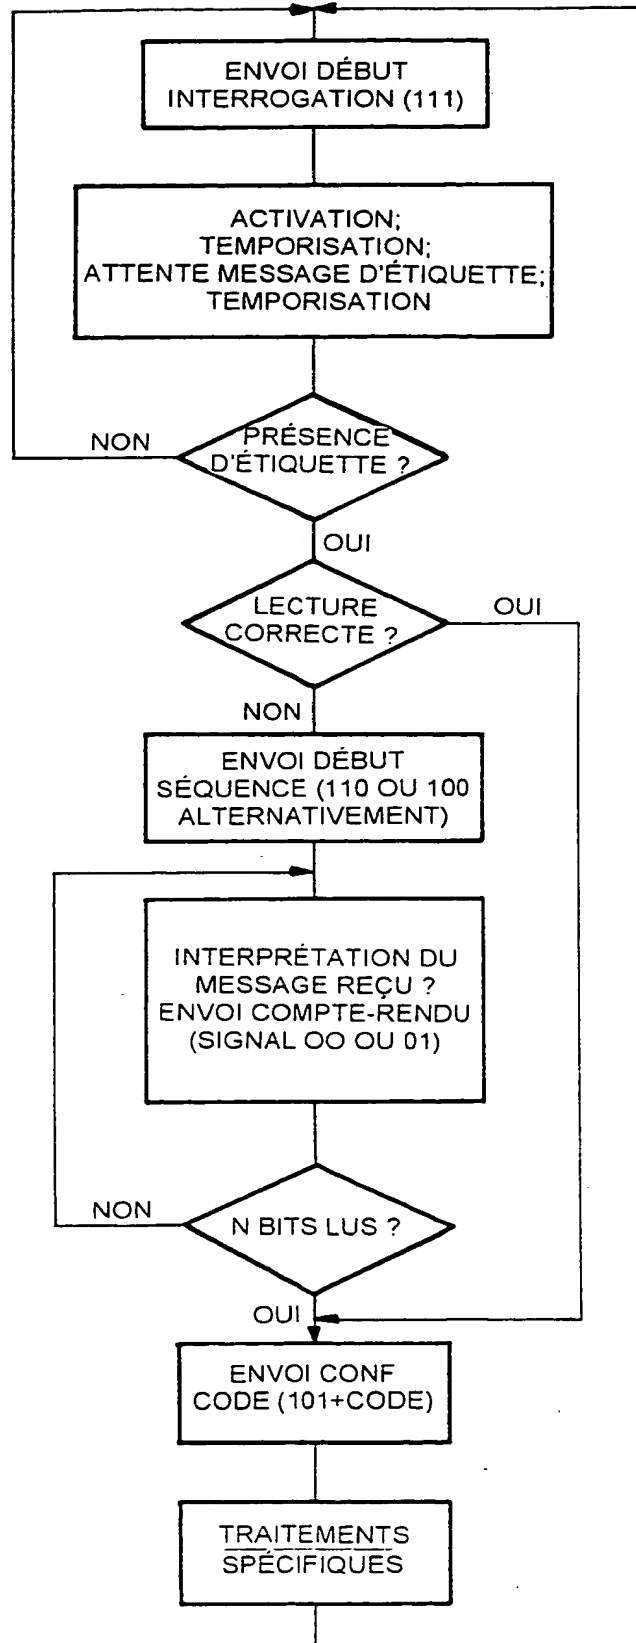 ENVOI DÉBUT
INTERROGATION (111)
ACTIVATION;
TEMPORISATION;
ATTENTE MESSAGE D'ÉTIQUETTE;
TEMPORISATION
NON
PRÉSENCE
D'ÉTIQUETTE ?
OUI
LECTURE
CORRECTE ?
OUI
NON
ENVOI DÉBUT
SÉQUENCE (110 OU 100
ALTERNATIVEMENT)
INTERPRÉTATION DU
MESSAGE REÇU ?
ENVOI COMPTE-RENDU
(SIGNAL OO OU 01)
NON
N BITS LUS ?
OUI
ENVOI CONF
CODE (101+CODE)
TRAITEMENTS
SPÉCIFIQUES